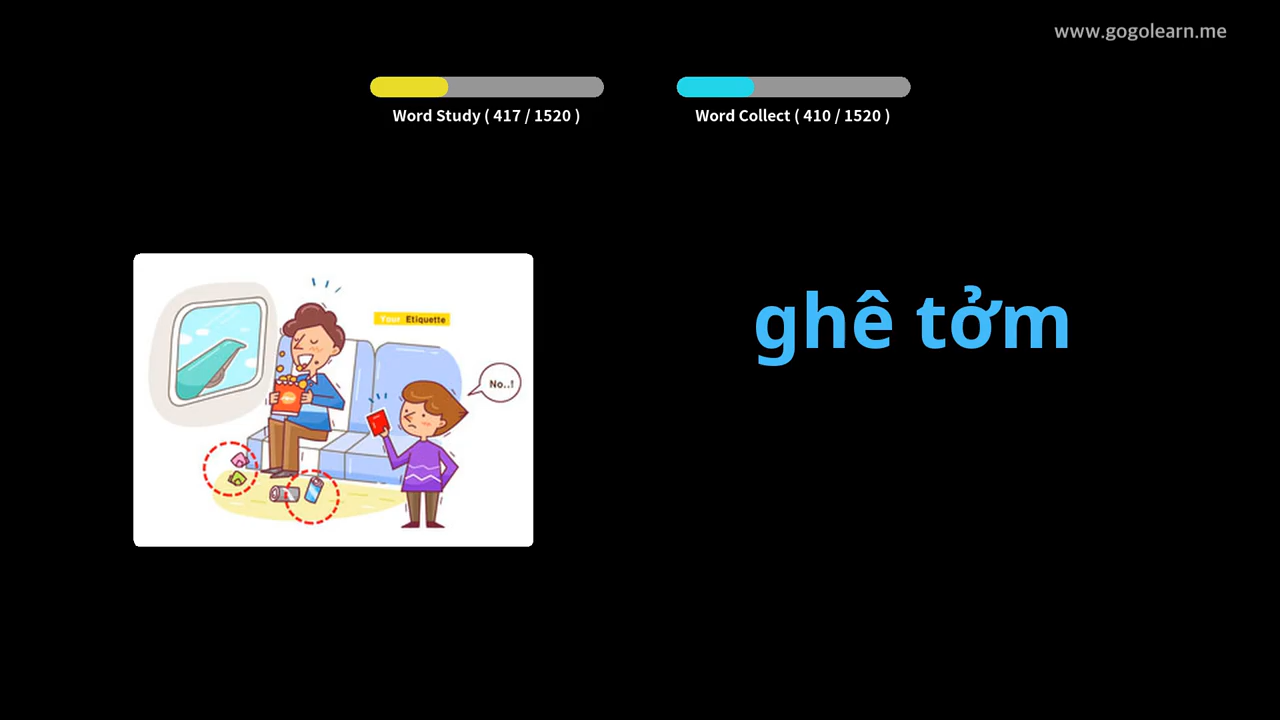 www.gogolearn.me
Word Study ( 417 / 1520 )
Word Collect ( 410 / 1520 )
Your Etiquette
No..!
ghê tởm